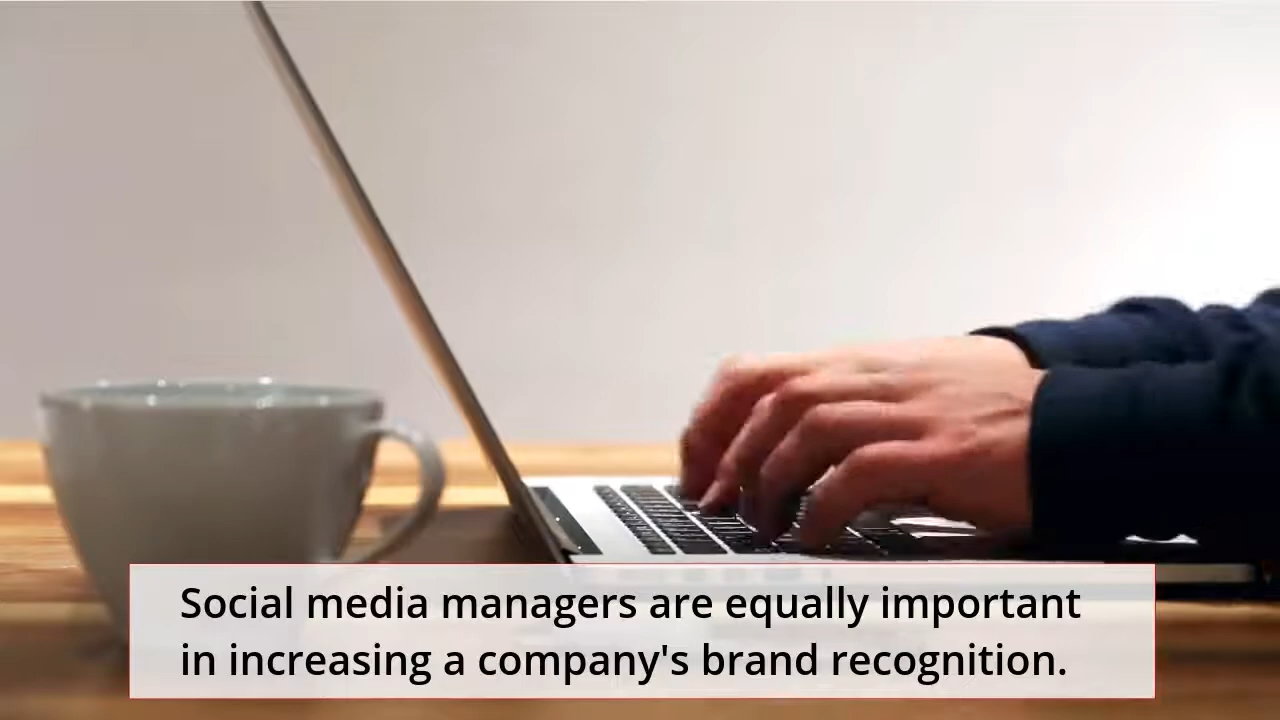 Social media managers are equally important
in increasing a company's brand recognition.